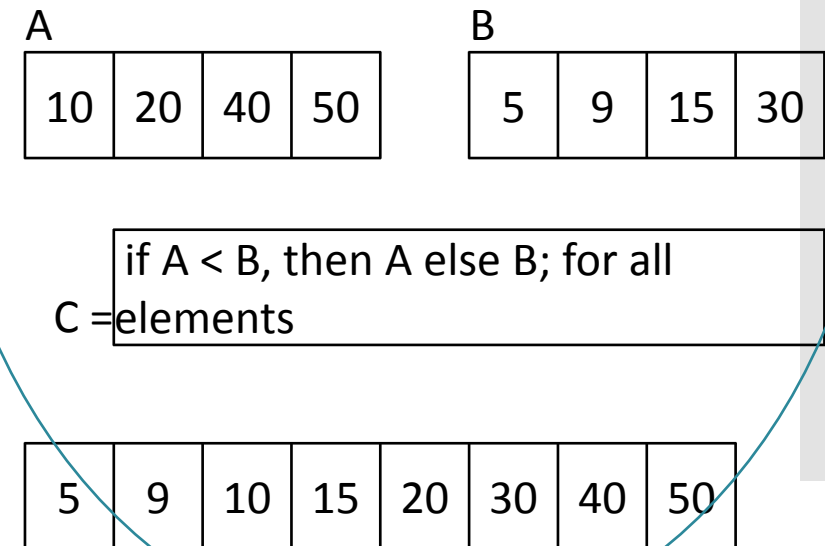 A B
10 20 40 50 5 9 15 30
if A < B, then A else B; for all
C = elements
5 9 10 15 20 30 40 50